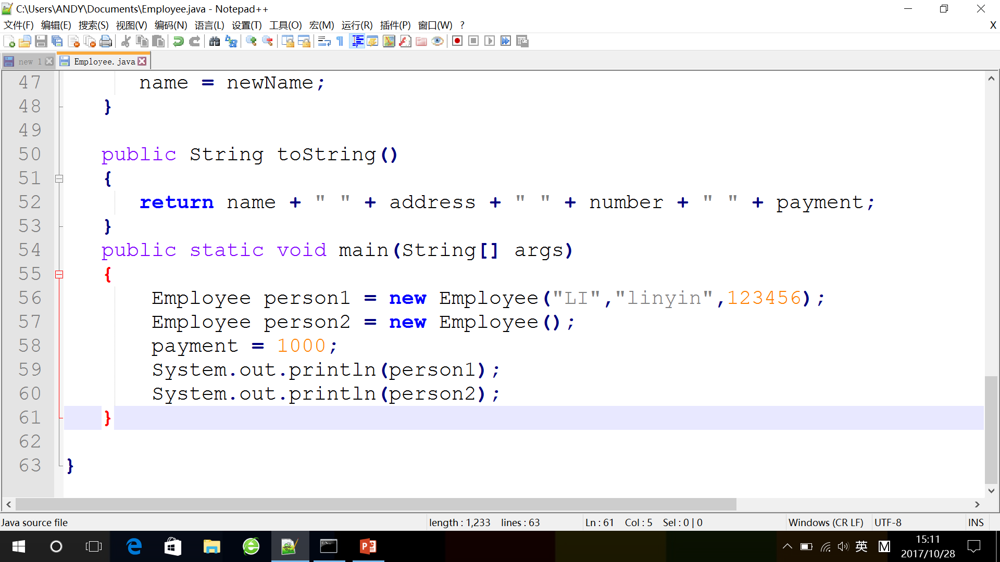 C:\Users\ANDY\Documents\Employee.java - Notepad++
文件(F) 编辑(E) 搜索(S) 视图(V) 编码(N) 语言(L) 设置(T) 工具(O) 宏(M) 运行(R) 插件(P) 窗口(W) ? X
new 1 Employee.java
47 name = newName;
48 }
49
50 public String toString()
51 {
52 return name + " " + address + " " + number + " " + payment;
53 }
54 public static void main(String[] args)
55 {
56 Employee person1 = new Employee("LI","linyin",123456);
57 Employee person2 = new Employee();
58 payment = 1000;
59 System.out.println(person1);
60 System.out.println(person2);
61 }
62
63 }
Java source file length : 1,233 lines : 63 Ln : 61 Col : 5 Sel : 0 | 0 Windows (CR LF) UTF-8 INS
英 M 15:11
2017/10/28